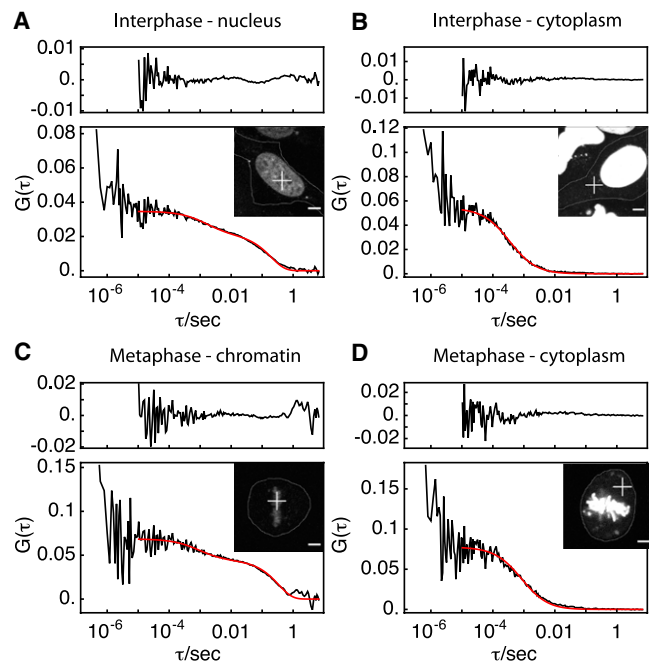 A Interphase - nucleus
0.01
0.
-0.01
0.08
0.06
0.04
0.02
0.
G(τ)
10⁻⁶ 10⁻⁴ 0.01 1
τ/sec
B Interphase - cytoplasm
0.01
0.
-0.01
0.12
0.10
0.08
0.06
0.04
0.02
0.
G(τ)
10⁻⁶ 10⁻⁴ 0.01 1
τ/sec
C Metaphase - chromatin
0.02
0.
-0.02
0.15
0.1
0.05
0.
G(τ)
10⁻⁶ 10⁻⁴ 0.01 1
τ/sec
D Metaphase - cytoplasm
0.02
0.
-0.02
0.15
0.10
0.05
0.
G(τ)
10⁻⁶ 10⁻⁴ 0.01 1
τ/sec